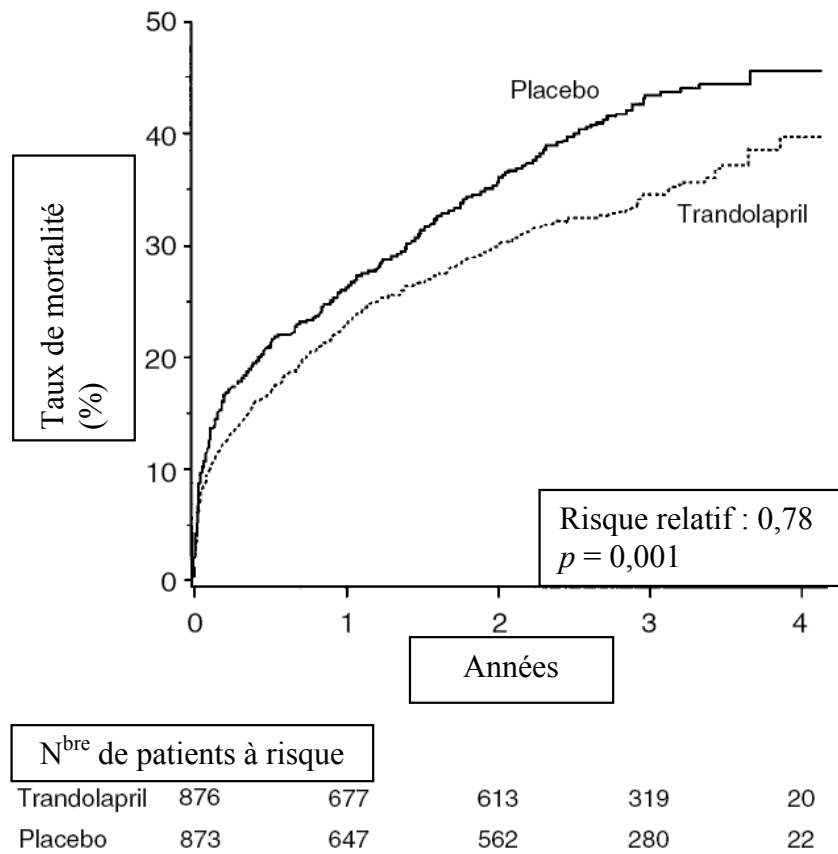 50
40
30
20
10
0
Taux de mortalité
(%)
Placebo
Trandolapril
Risque relatif : 0,78
p = 0,001
0 1 2 3 4
Années
Nbre de patients à risque
Trandolapril 876 677 613 319 20
Placebo 873 647 562 280 22